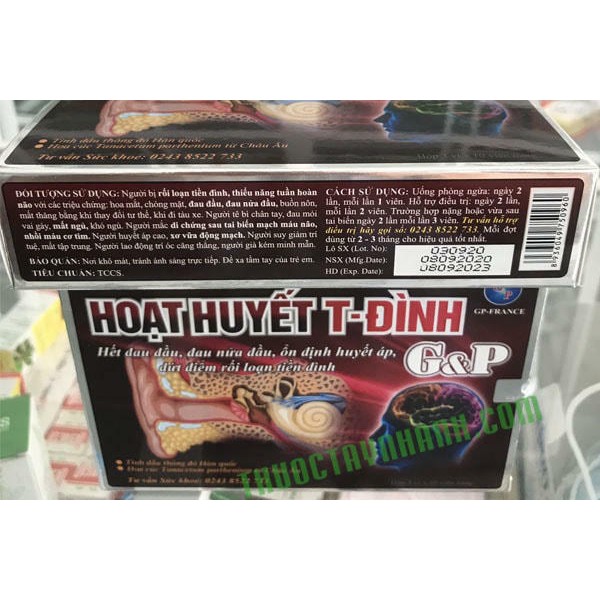 Tinh dầu thông đỏ Hàn quốc
Hoa cúc Tanacetum parthenium từ Châu Âu
Tư vấn Sức khoẻ: 0243 8522 733
ĐỐI TƯỢNG SỬ DỤNG: Người bị rối loạn tiền đình, thiếu năng tuần hoàn
não với các triệu chứng: hoa mắt, chóng mặt, đau đầu, đau nửa đầu, buồn nôn,
mất thăng bằng khi thay đổi tư thế, khi đi tàu xe. Người tê bì chân tay, đau mỏi
vai gáy, mất ngủ, khó ngủ. Người mắc di chứng sau tai biến mạch máu não,
nhồi máu cơ tim. Người huyết áp cao, xơ vữa động mạch. Người suy giảm trí
tuệ, mất tập trung. Người lao động trí óc căng thẳng, người già kém minh mẫn.
BẢO QUẢN: Nơi khô mát, tránh ánh sáng trực tiếp. Để xa tầm tay của trẻ em.
TIÊU CHUẨN: TCCS.
CÁCH SỬ DỤNG: Uống phòng ngừa: ngày 2
lần, mỗi lần 1 viên. Hỗ trợ điều trị: ngày 2 lần,
mỗi lần 2 viên. Trường hợp nặng hoặc vừa sau
tai biến ngày 2 lần mỗi lần 3 viên. Tư vấn hỗ trợ
điều trị hãy gọi số: 0243 8522 733. Mỗi đợt
dùng từ 2 - 3 tháng cho hiệu quả tốt nhất.
Lô SX (Lot. No): 030920
NSX (Mfg.Date): 08092020
HD (Exp. Date): 08092023
8936049750960
HOẠT HUYẾT T-ĐÌNH
GP
GP-FRANCE
G&P
Hết đau đầu, đau nửa đầu, ổn định huyết áp,
dứt điểm rối loạn tiền đình
Tinh dầu thông đỏ Hàn quốc
Hoa cúc Tanacetum parthenium
Tư vấn Sức khoẻ: 0243 8522 733
THUOCTAYNHANH.COM